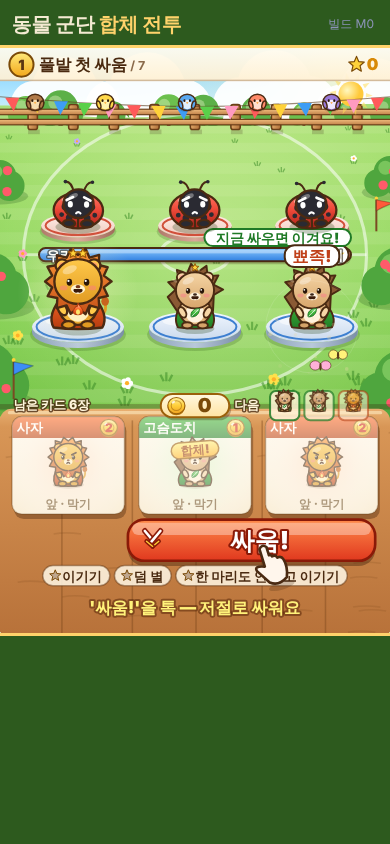 동물 군단 합체 전투
빌드 M0
1 풀밭 첫 싸움 / 7
0
지금 싸우면 이겨요!
뾰족!
남은 카드 6장
0
다음
사자 2
고슴도치 1
사자 2
합체!
앞 · 막기
앞 · 막기
앞 · 막기
싸움!
이기기
덤 별
한 마리도 이기기
'싸움!'을 톡 — 저절로 싸워요